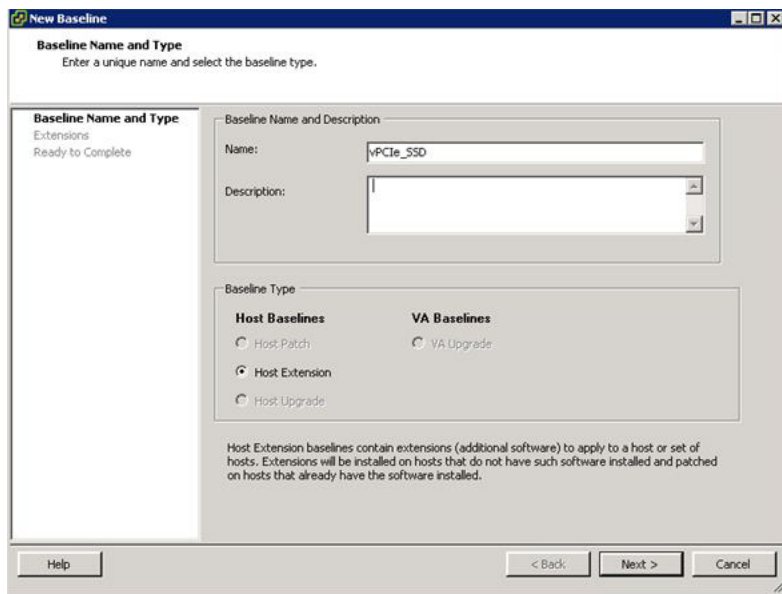 New Baseline
Baseline Name and Type
Enter a unique name and select the baseline type.
Baseline Name and Type
Extensions
Ready to Complete
Baseline Name and Description
Name:
vPCIe_SSD
Description:
Baseline Type
Host Baselines
VA Baselines
Host Patch
VA Upgrade
Host Extension
Host Upgrade
Host Extension baselines contain extensions (additional software) to apply to a host or set of
hosts. Extensions will be installed on hosts that do not have such software installed and patched
on hosts that already have the software installed.
Help
< Back
Next >
Cancel